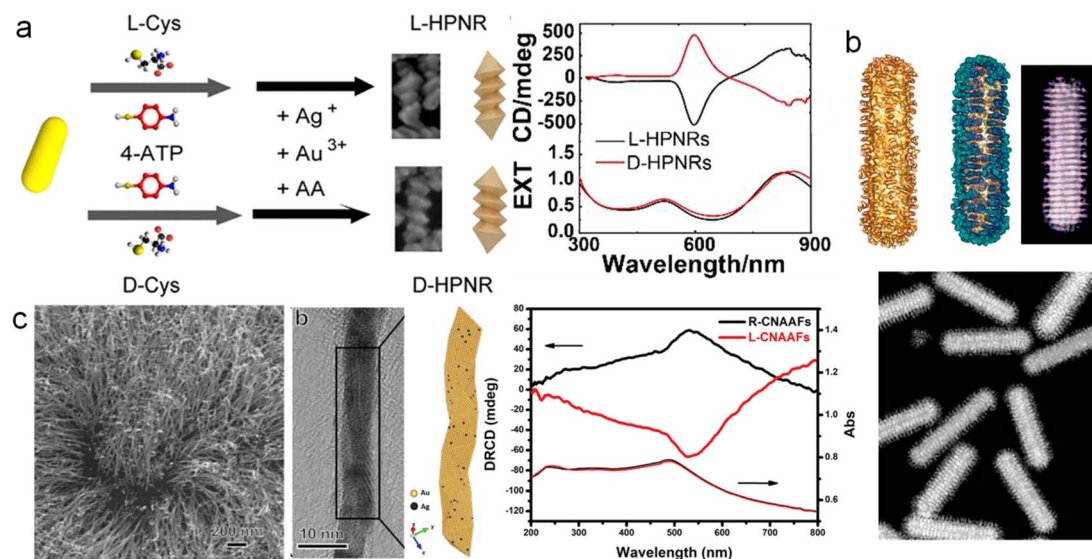 a
L-Cys
4-ATP
D-Cys
+ Ag⁺
+ Au³⁺
+ AA
L-HPNR
D-HPNR
CD/mdeg
500
250
0
-250
-500
L-HPNRs
D-HPNRs
EXT
1.5
1.0
0.5
0.0
300
600
900
Wavelength/nm
b
c
200 nm
b
10 nm
Au
Ag
x
y
z
DRCD (mdeg)
80
60
40
20
0
-20
-40
-60
-80
-100
-120
R-CNAAFs
L-CNAAFs
1.4
1.2
1.0
0.8
0.6
Abs
200
300
400
500
600
700
800
Wavelength (nm)